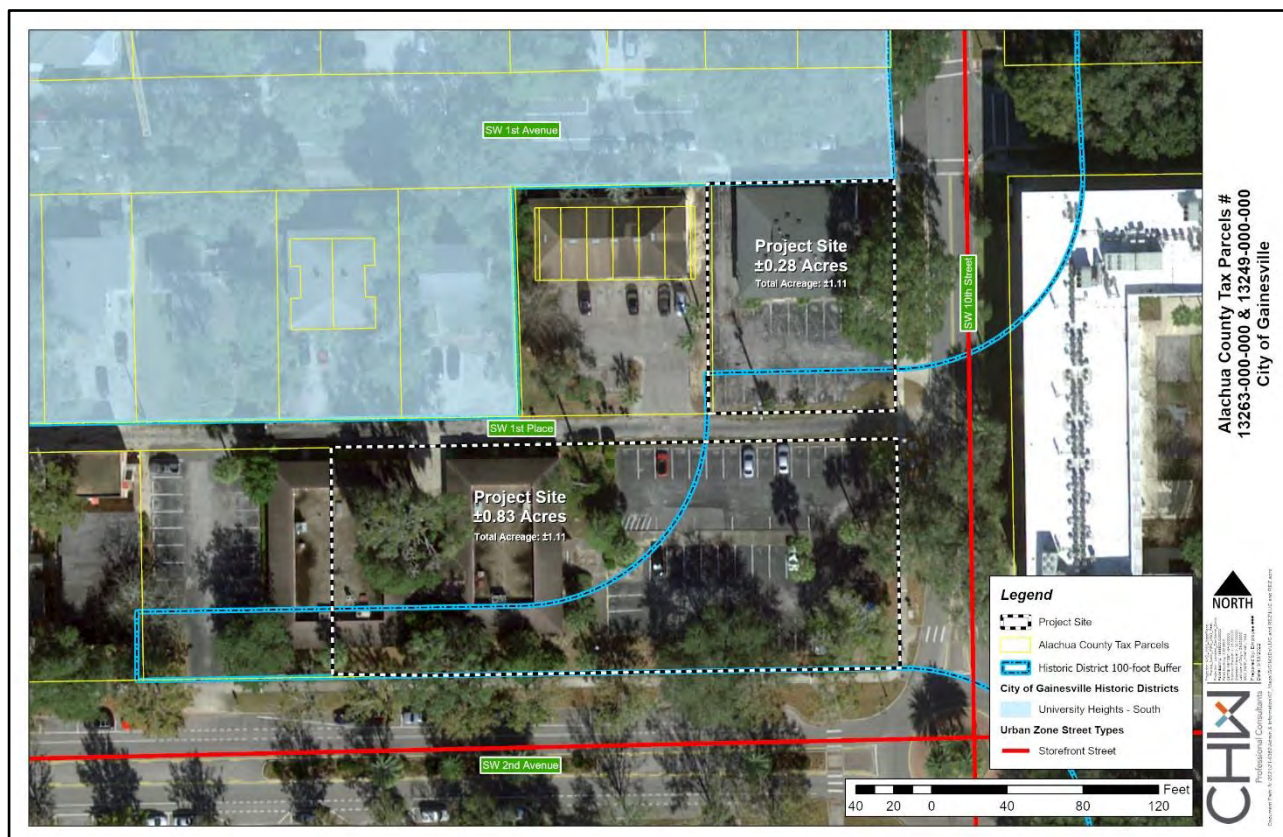 SW 1st Avenue
Project Site
±0.28 Acres
Total Acreage: ±1.11
SW 10th Street
SW 1st Place
Project Site
±0.83 Acres
Total Acreage: ±1.11
SW 2nd Avenue
Legend
Project Site
Alachua County Tax Parcels
Historic District 100-foot Buffer
City of Gainesville Historic Districts
University Heights - South
Urban Zone Street Types
Storefront Street
Feet
40 20 0 40 80 120
Alachua County Tax Parcels #
13263-000-000 & 13249-000-000
City of Gainesville
NORTH
CHW
Professional Consultants